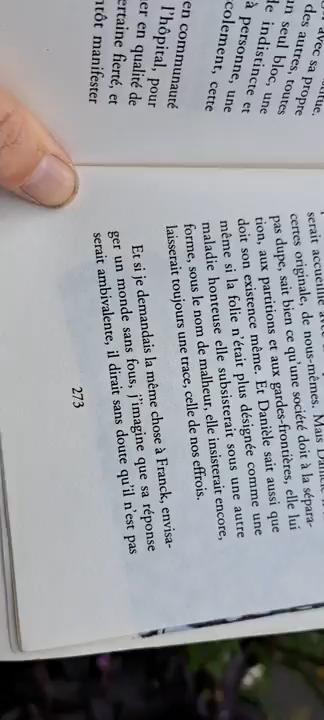 avec sa propre
des autres, toutes
un seul bloc, une
indistincte et
à personne, une
colement, cette
en communauté
l'hôpital, pour
er en qualité de
ertaine fierté, et
ntôt manifester
serait accueillie
certes originale, de nous-mêmes. Mais
pas dupe, sait bien ce qu'une société doit à la sépara-
tion, aux partitions et aux gardes-frontières, elle lui
doit son existence même. Et Danièle sait aussi que
même si la folie n'était plus désignée comme une
maladie honteuse elle subsisterait sous une autre
forme, sous le nom de malheur, elle insisterait encore,
laisserait toujours une trace, celle de nos effrois.
Et si je demandais la même chose à Franck, envisa-
ger un monde sans fous, j'imagine que sa réponse
serait ambivalente, il dirait sans doute qu'il n'est pas
273